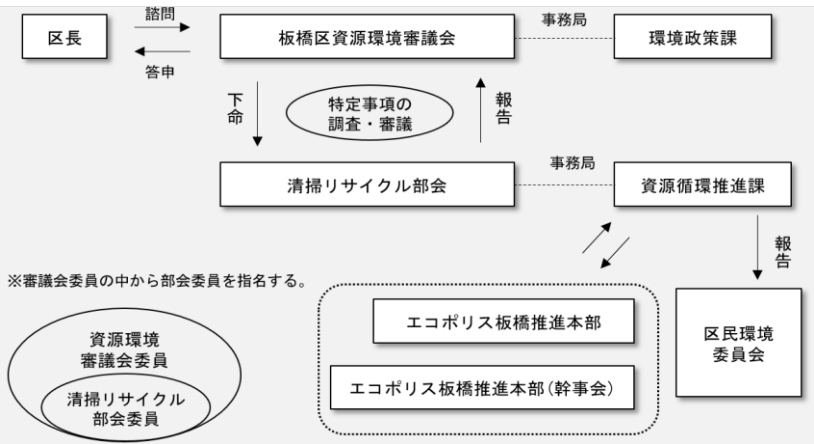 諮問
区長
板橋区資源環境審議会
事務局
環境政策課
答申
下命
特定事項の
調査・審議
報告
清掃リサイクル部会
事務局
資源循環推進課
報告
※審議会委員の中から部会委員を指名する。
資源環境
審議会委員
清掃リサイクル
部会委員
エコポリス板橋推進本部
エコポリス板橋推進本部(幹事会)
区民環境
委員会